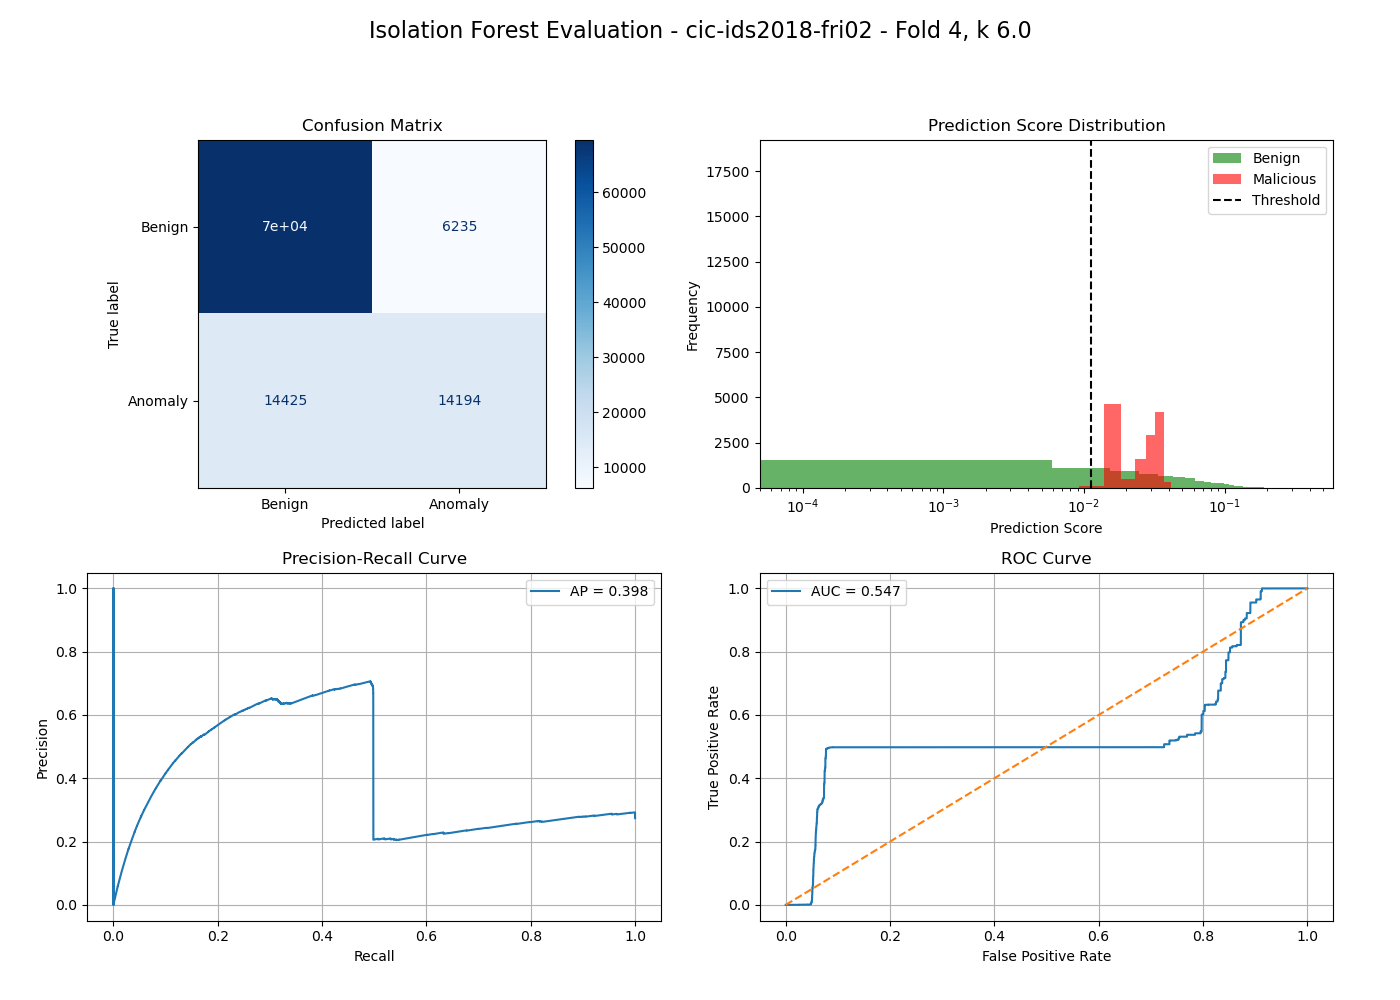 Isolation Forest Evaluation - cic-ids2018-fri02 - Fold 4, k 6.0
Confusion Matrix
True label
Benign
Anomaly
7e+04
6235
14425
14194
Benign
Anomaly
Predicted label
60000
50000
40000
30000
20000
10000
Prediction Score Distribution
Frequency
17500
15000
12500
10000
7500
5000
2500
0
Benign
Malicious
Threshold
10⁻⁴
10⁻³
10⁻²
10⁻¹
Prediction Score
Precision-Recall Curve
Precision
1.0
0.8
0.6
0.4
0.2
0.0
AP = 0.398
0.0
0.2
0.4
0.6
0.8
1.0
Recall
ROC Curve
True Positive Rate
1.0
0.8
0.6
0.4
0.2
0.0
AUC = 0.547
0.0
0.2
0.4
0.6
0.8
1.0
False Positive Rate